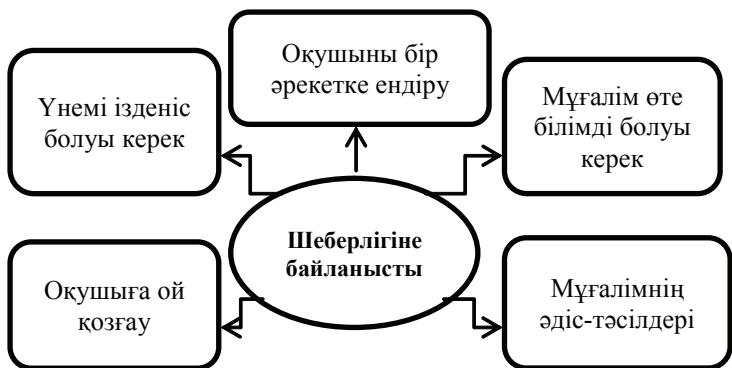 Оқушыны бір
әрекетке ендіру
Үнемі ізденіс
болуы керек
Мұғалім өте
білімді болуы
керек
Шеберлігіне
байланысты
Оқушыға ой
қозғау
Мұғалімнің
әдіс-тәсілдері